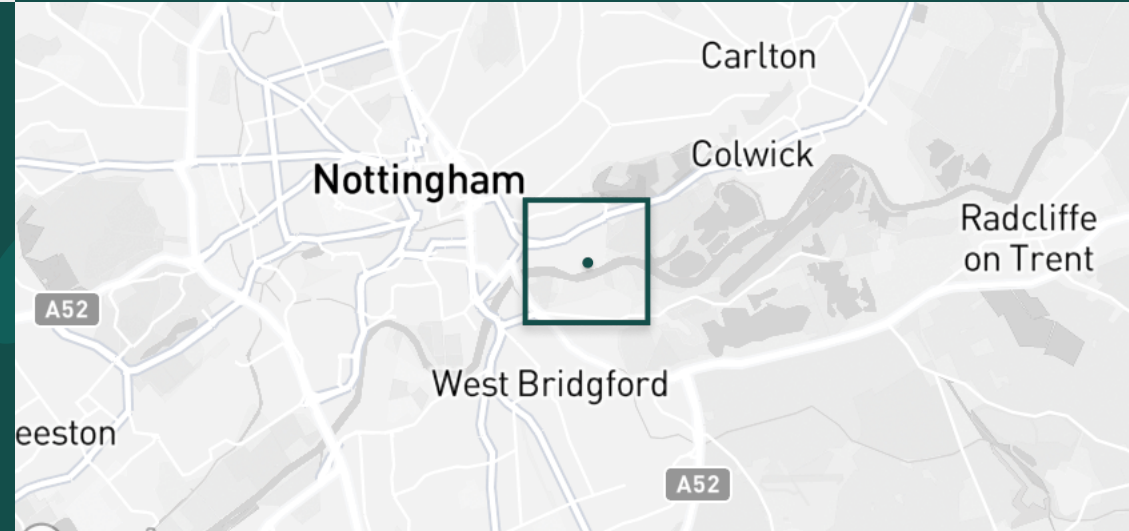 Carlton
Colwick
Nottingham
Radcliffe
on Trent
A52
West Bridgford
eeston
A52